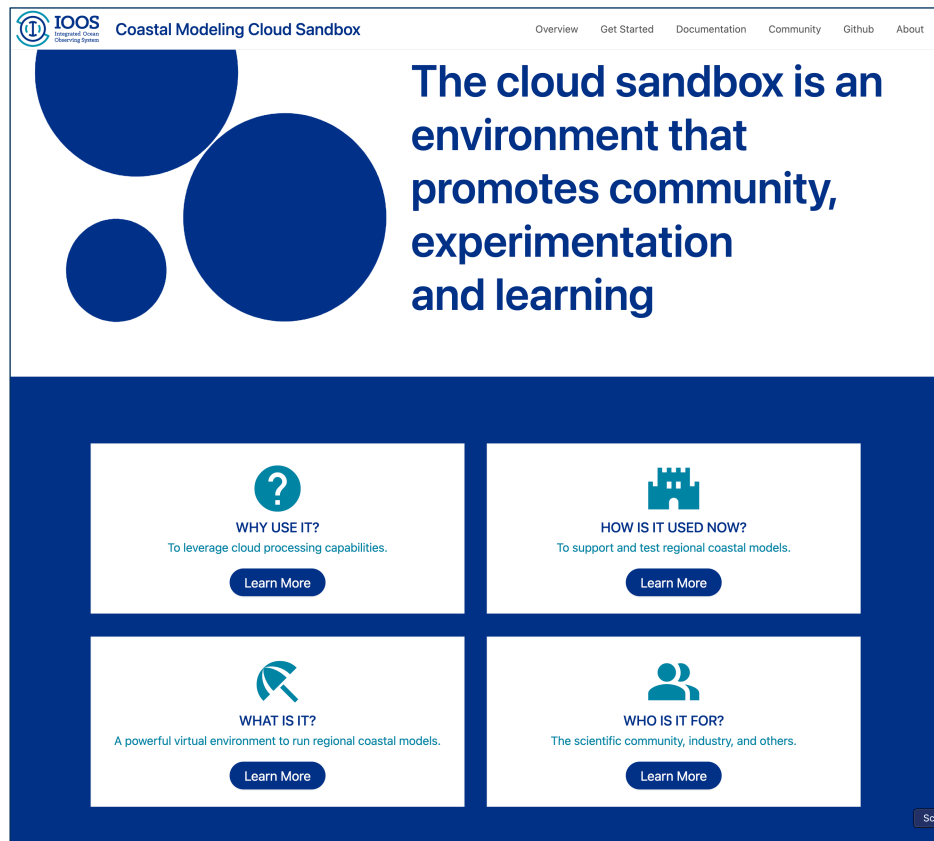 IOOS
Integrated Ocean
Observing System
Coastal Modeling Cloud Sandbox
Overview Get Started Documentation Community Github About
The cloud sandbox is an
environment that
promotes community,
experimentation
and learning
?
WHY USE IT?
To leverage cloud processing capabilities.
Learn More
HOW IS IT USED NOW?
To support and test regional coastal models.
Learn More
WHAT IS IT?
A powerful virtual environment to run regional coastal models.
Learn More
WHO IS IT FOR?
The scientific community, industry, and others.
Learn More